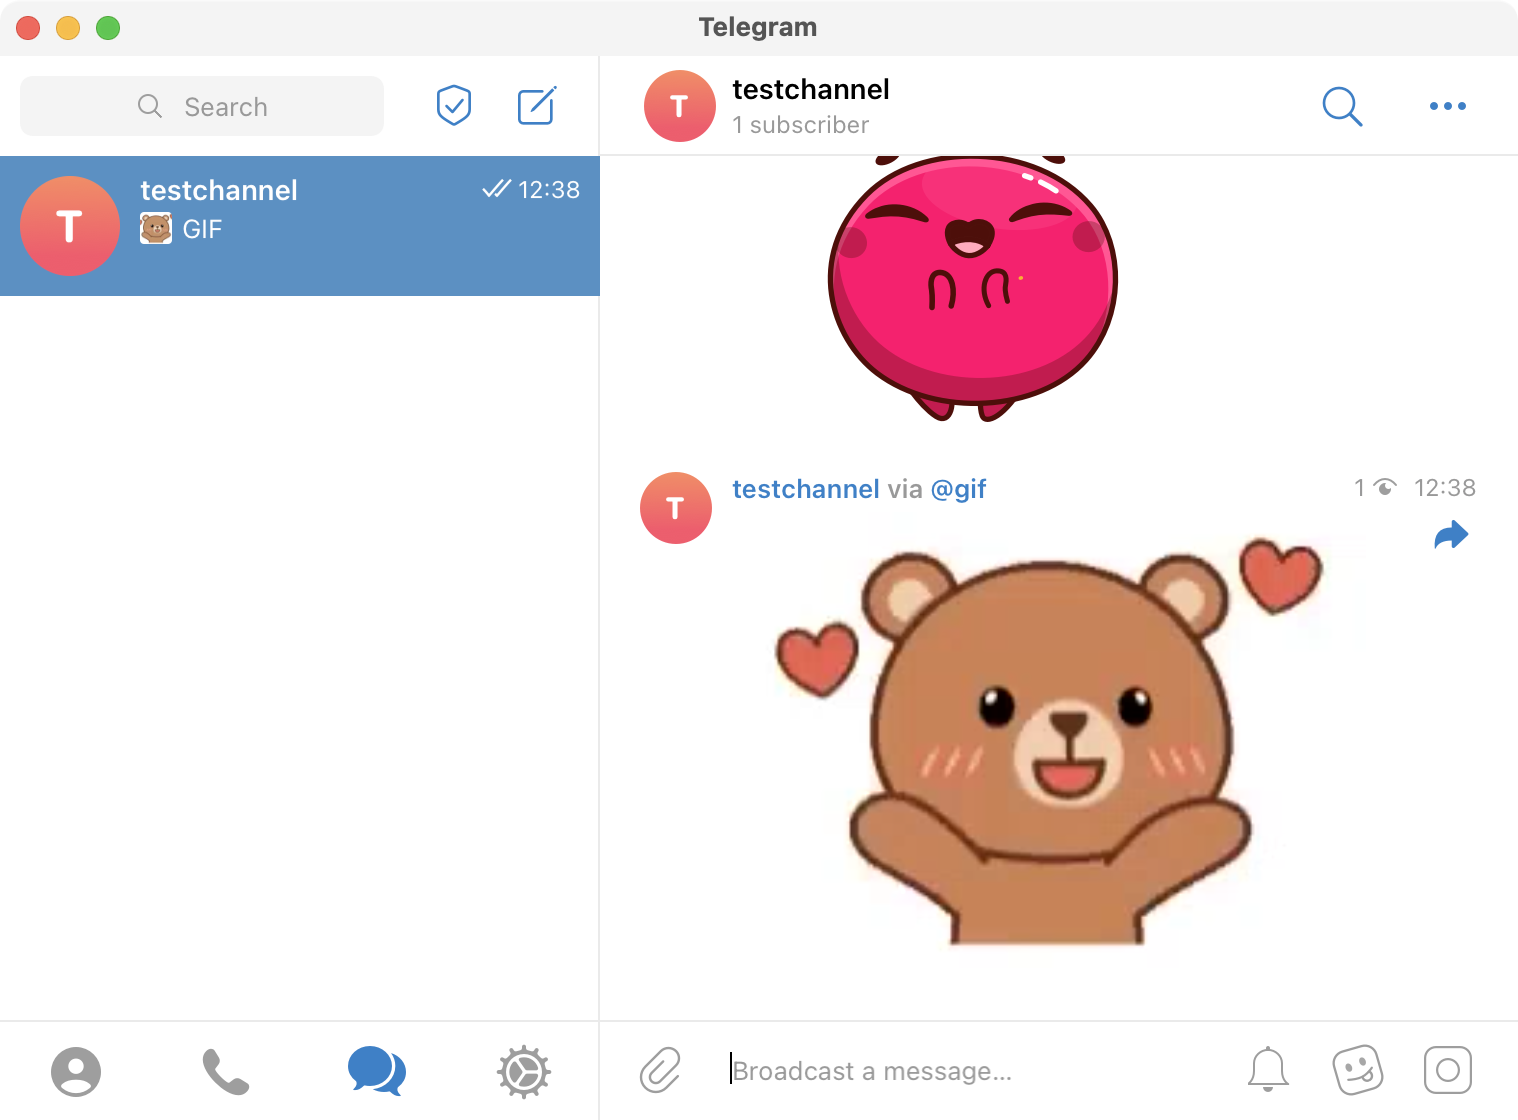 Telegram
Search
T
testchannel
12:38
GIF
T
testchannel
1 subscriber
T
testchannel via @gif
1
12:38
Broadcast a message...